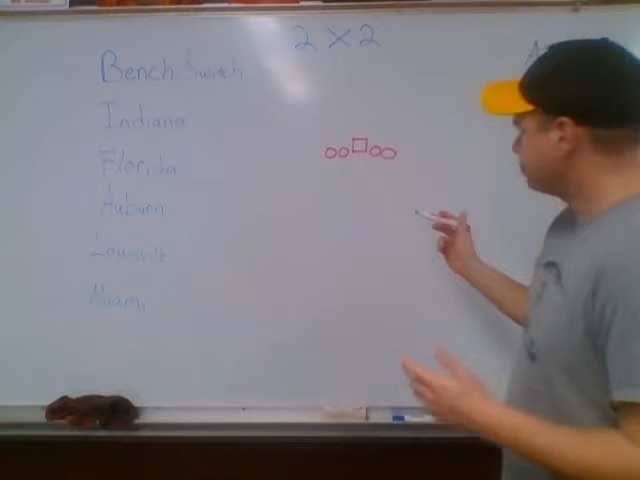 2 X 2
Bench Switch
Indiana
Florida
Auburn
Louisville
Miami